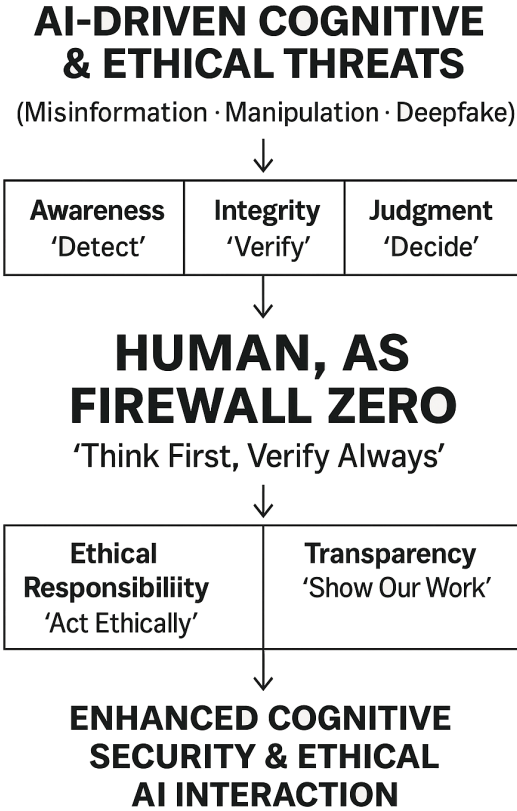 AI-DRIVEN COGNITIVE
& ETHICAL THREATS
(Misinformation · Manipulation · Deepfake)
Awareness
'Detect'
Integrity
'Verify'
Judgment
'Decide'
HUMAN, AS
FIREWALL ZERO
'Think First, Verify Always'
Ethical
Responsibiliity
'Act Ethically'
Transparency
'Show Our Work'
ENHANCED COGNITIVE
SECURITY & ETHICAL
AI INTERACTION